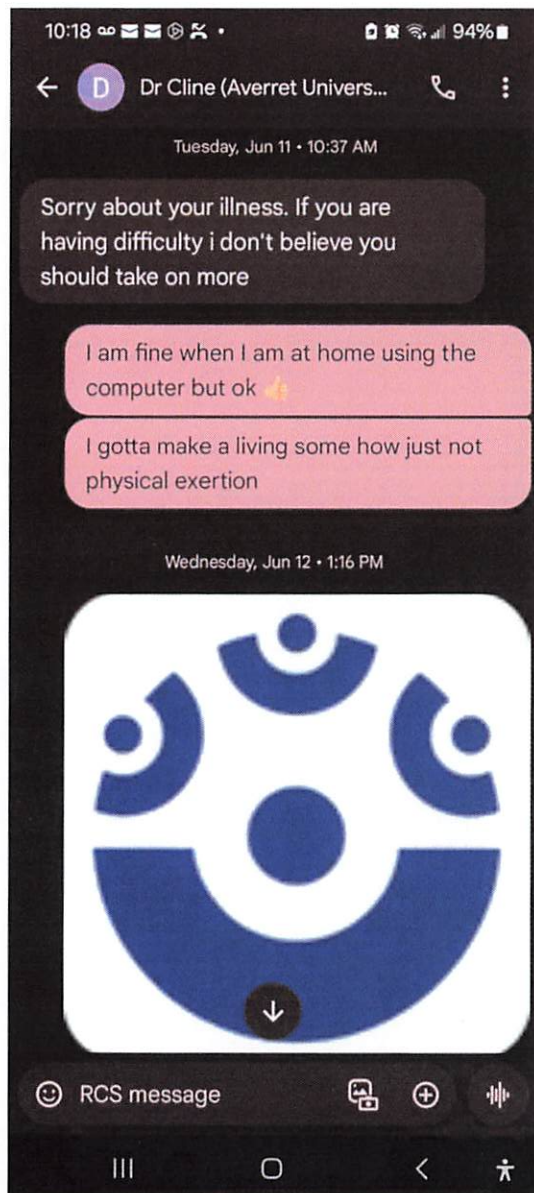 10:18 94%
D Dr Cline (Averret Univers...
Tuesday, Jun 11 • 10:37 AM
Sorry about your illness. If you are
having difficulty i don't believe you
should take on more
I am fine when I am at home using the
computer but ok 👍🏻
I gotta make a living some how just not
physical exertion
Wednesday, Jun 12 • 1:16 PM
RCS message